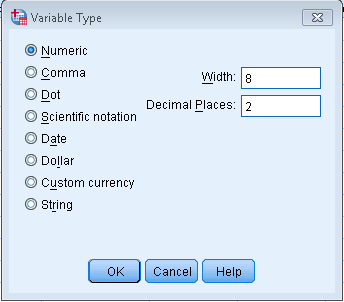 Variable Type
Numeric
Comma
Dot
Scientific notation
Date
Dollar
Custom currency
String
Width: 8
Decimal Places: 2
OK Cancel Help